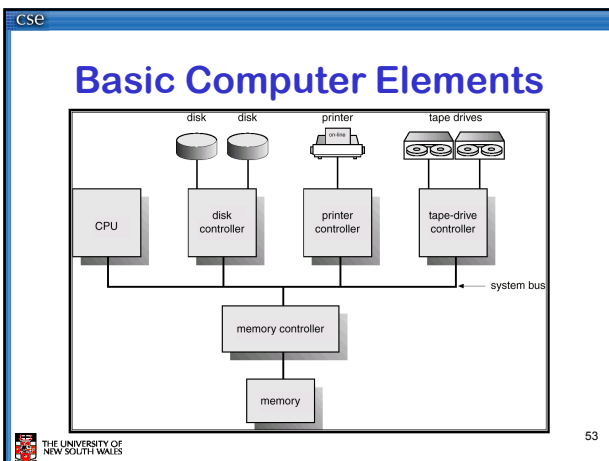 cse
Basic Computer Elements
disk disk printer tape drives
on-line
CPU
disk
controller
printer
controller
tape-drive
controller
system bus
memory controller
memory
THE UNIVERSITY OF
NEW SOUTH WALES
53